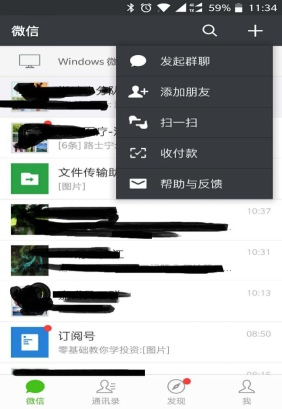 59% 11:34
微信
Windows 微
发起群聊
添加朋友
扫一扫
收付款
帮助与反馈
[6条] 路士宁
文件传输助
[图片]
10:37
10:31
10:13
订阅号
08:50
零基础教你学投资:[图片]
微信
通讯录
发现
我